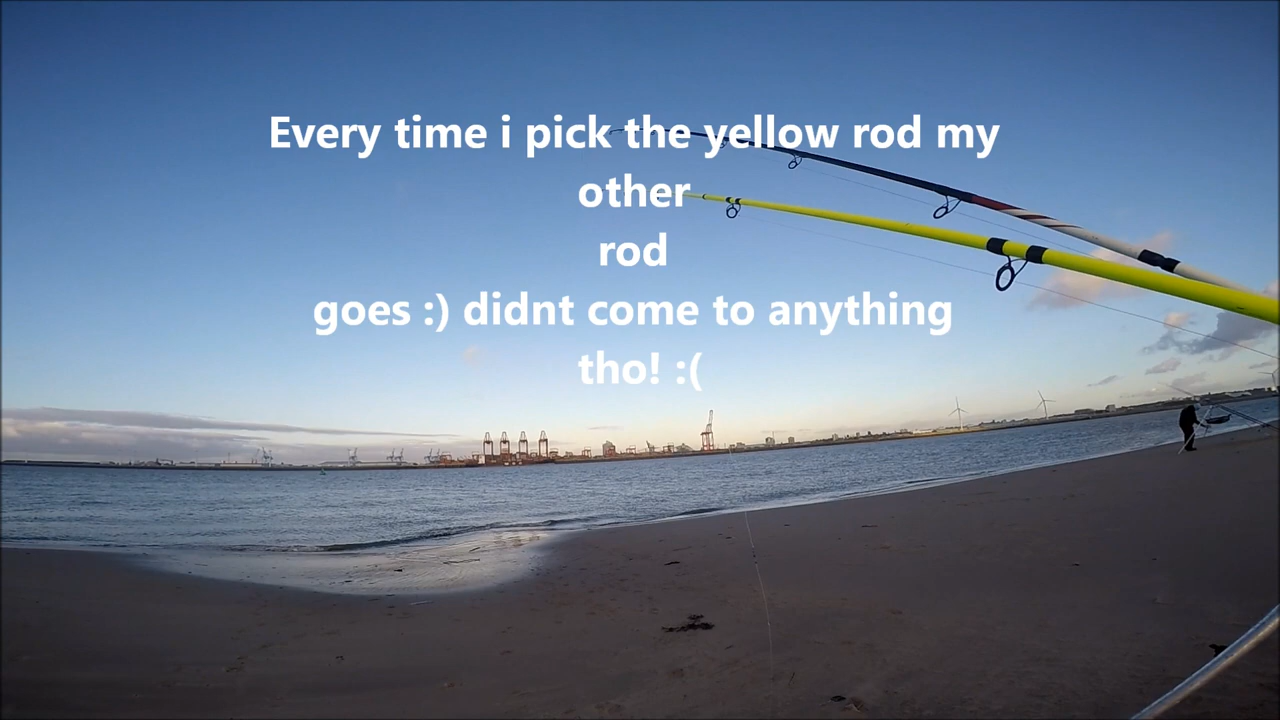 Every time i pick the yellow rod my
other
rod
goes :) didnt come to anything
tho! :(